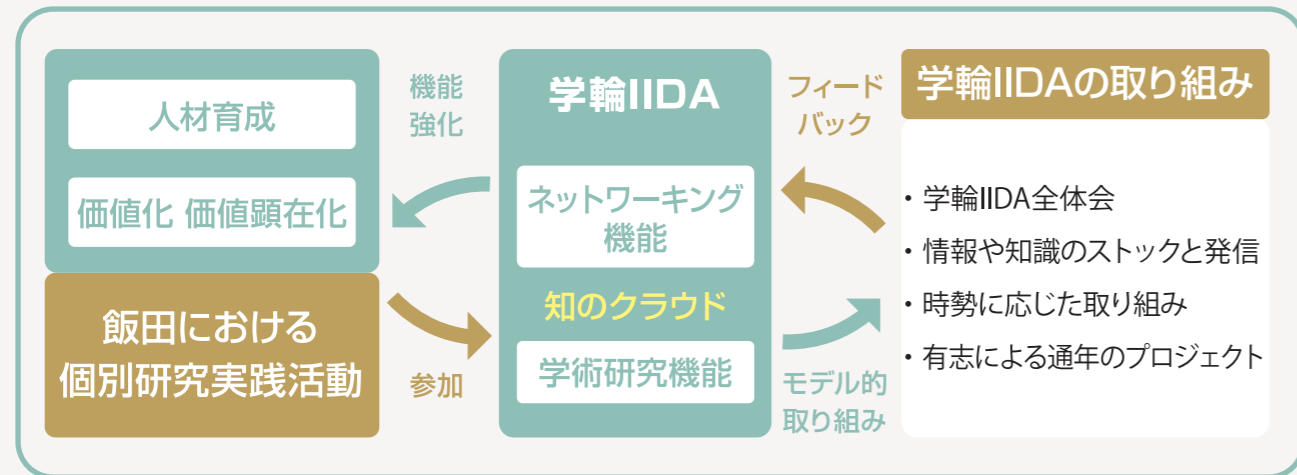 人材育成
価値化 価値顕在化
飯田における
個別研究実践活動
機能
強化
参加
学輪IIDA
ネットワーキング
機能
知のクラウド
学術研究機能
フィード
バック
モデル的
取り組み
学輪IIDAの取り組み
・学輪IIDA全体会
・情報や知識のストックと発信
・時勢に応じた取り組み
・有志による通年のプロジェクト